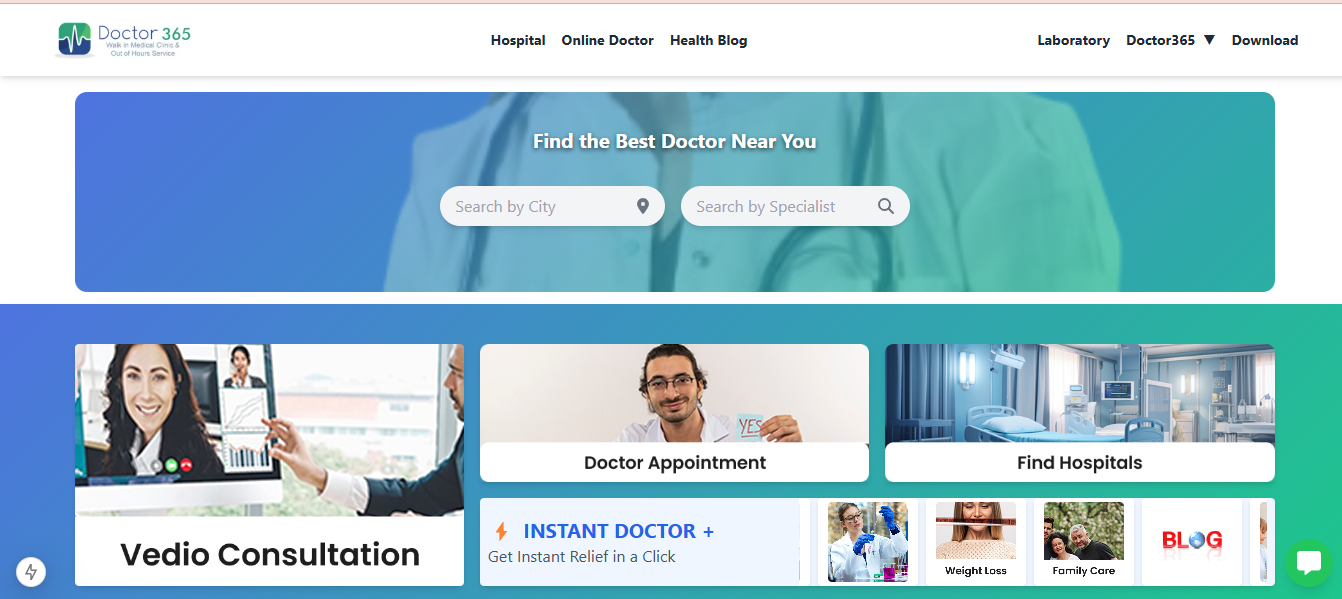 Doctor 365
Walk in Medical Clinic &
Out of Hours Service
Hospital
Online Doctor
Health Blog
Laboratory
Doctor365 ▼
Download
Find the Best Doctor Near You
Search by City
Search by Specialist
YES
Vedio Consultation
Doctor Appointment
Find Hospitals
INSTANT DOCTOR +
Get Instant Relief in a Click
Weight Loss
Family Care
BLOG